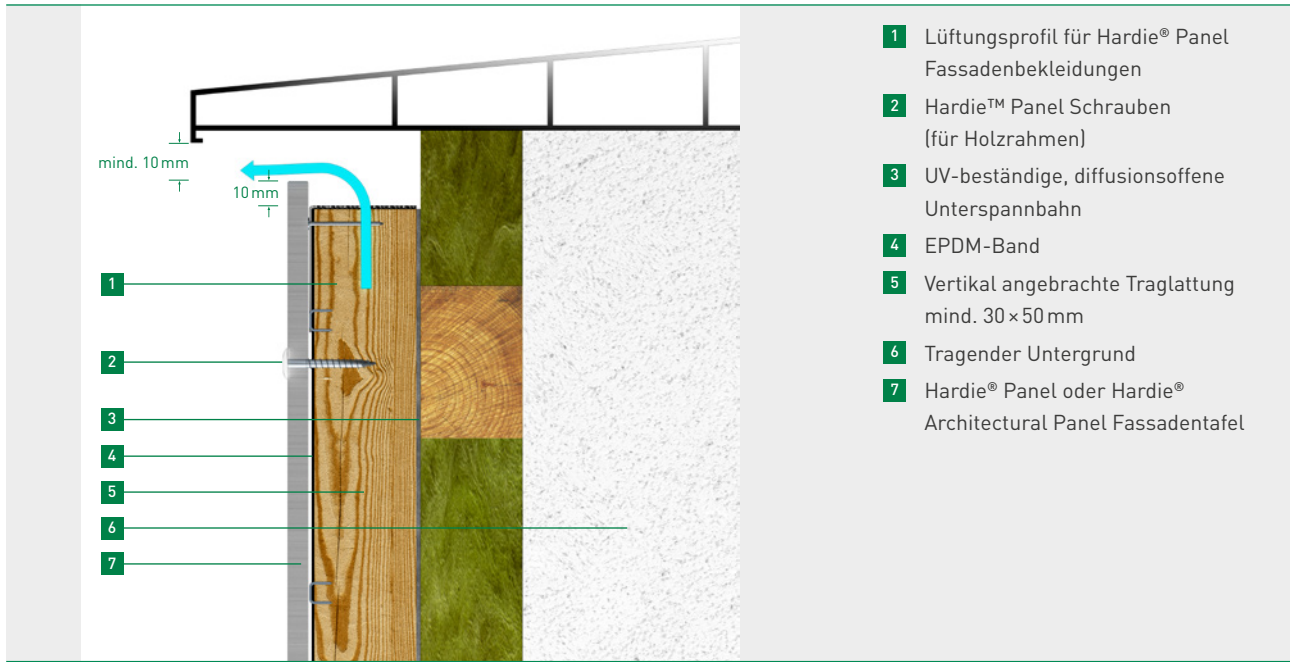 mind. 10 mm
10 mm
1
2
3
4
5
6
7
1 Lüftungsprofil für Hardie® Panel
Fassadenbekleidungen
2 Hardie™ Panel Schrauben
(für Holzrahmen)
3 UV-beständige, diffusionsoffene
Unterspannbahn
4 EPDM-Band
5 Vertikal angebrachte Traglattung
mind. 30 × 50 mm
6 Tragender Untergrund
7 Hardie® Panel oder Hardie®
Architectural Panel Fassadentafel